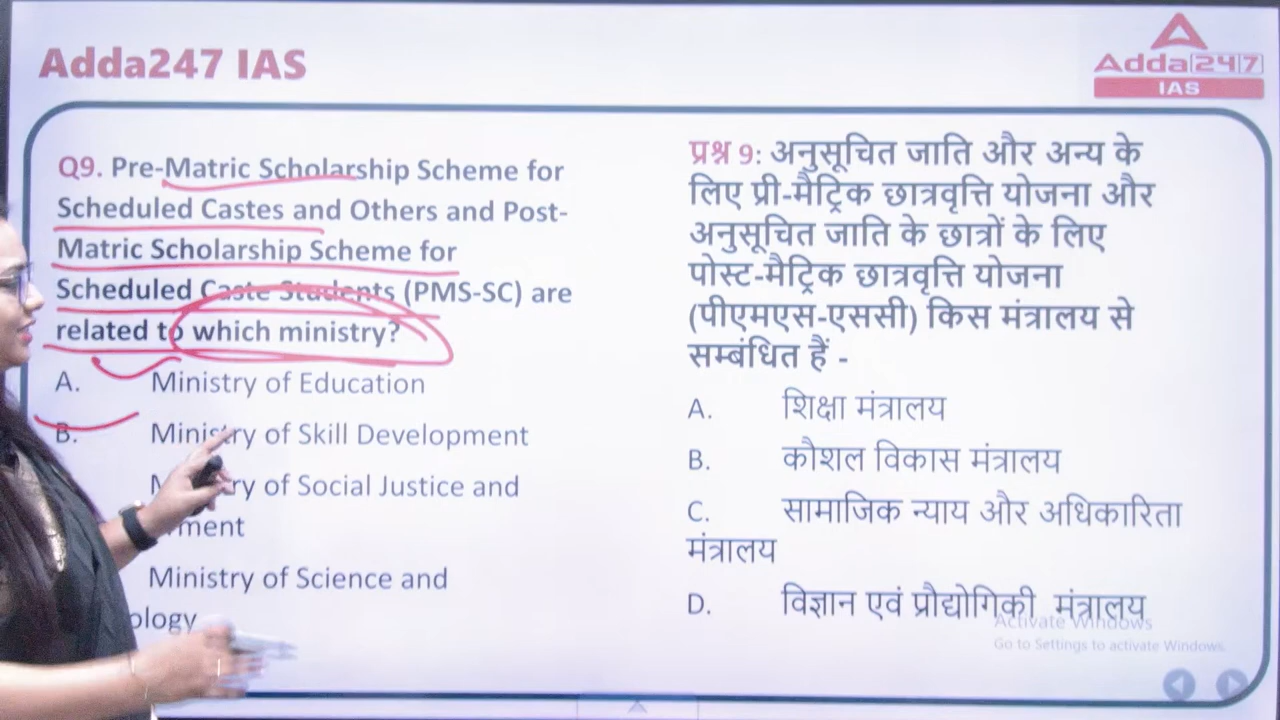 Adda247 IAS
Adda247
IAS
Q9. Pre-Matric Scholarship Scheme for
Scheduled Castes and Others and Post-
Matric Scholarship Scheme for
Scheduled Caste Students (PMS-SC) are
related to which ministry?
A. Ministry of Education
B. Ministry of Skill Development
of Social Justice and
Ministry of Science and
प्रश्न 9: अनुसूचित जाति और अन्य के
लिए प्री-मैट्रिक छात्रवृत्ति योजना और
अनुसूचित जाति के छात्रों के लिए
पोस्ट-मैट्रिक छात्रवृत्ति योजना
(पीएमएस-एससी) किस मंत्रालय से
सम्बंधित हैं -
A. शिक्षा मंत्रालय
B. कौशल विकास मंत्रालय
C. सामाजिक न्याय और अधिकारिता
मंत्रालय
D. विज्ञान एवं प्रौद्योगिकी मंत्रालय
Activate Windows
Go to Settings to activate Windows.